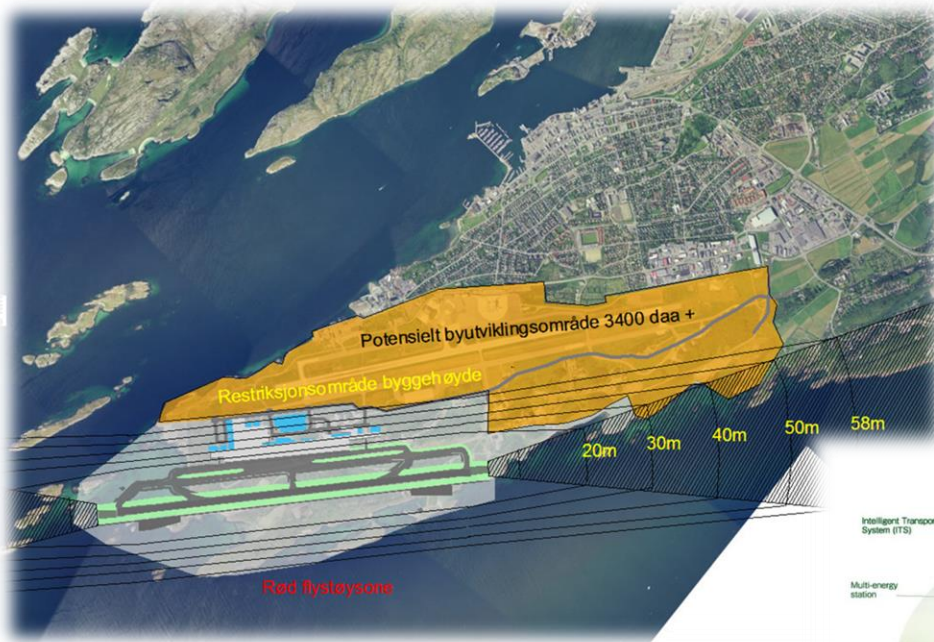 Potensielt byutviklingsområde 3400 daa +
Restriksjonsområde byggehøyde
20m
30m
40m
50m
58m
Rød flystøysone
Intelligent Transpor
System (ITS)
Multi-energy
station